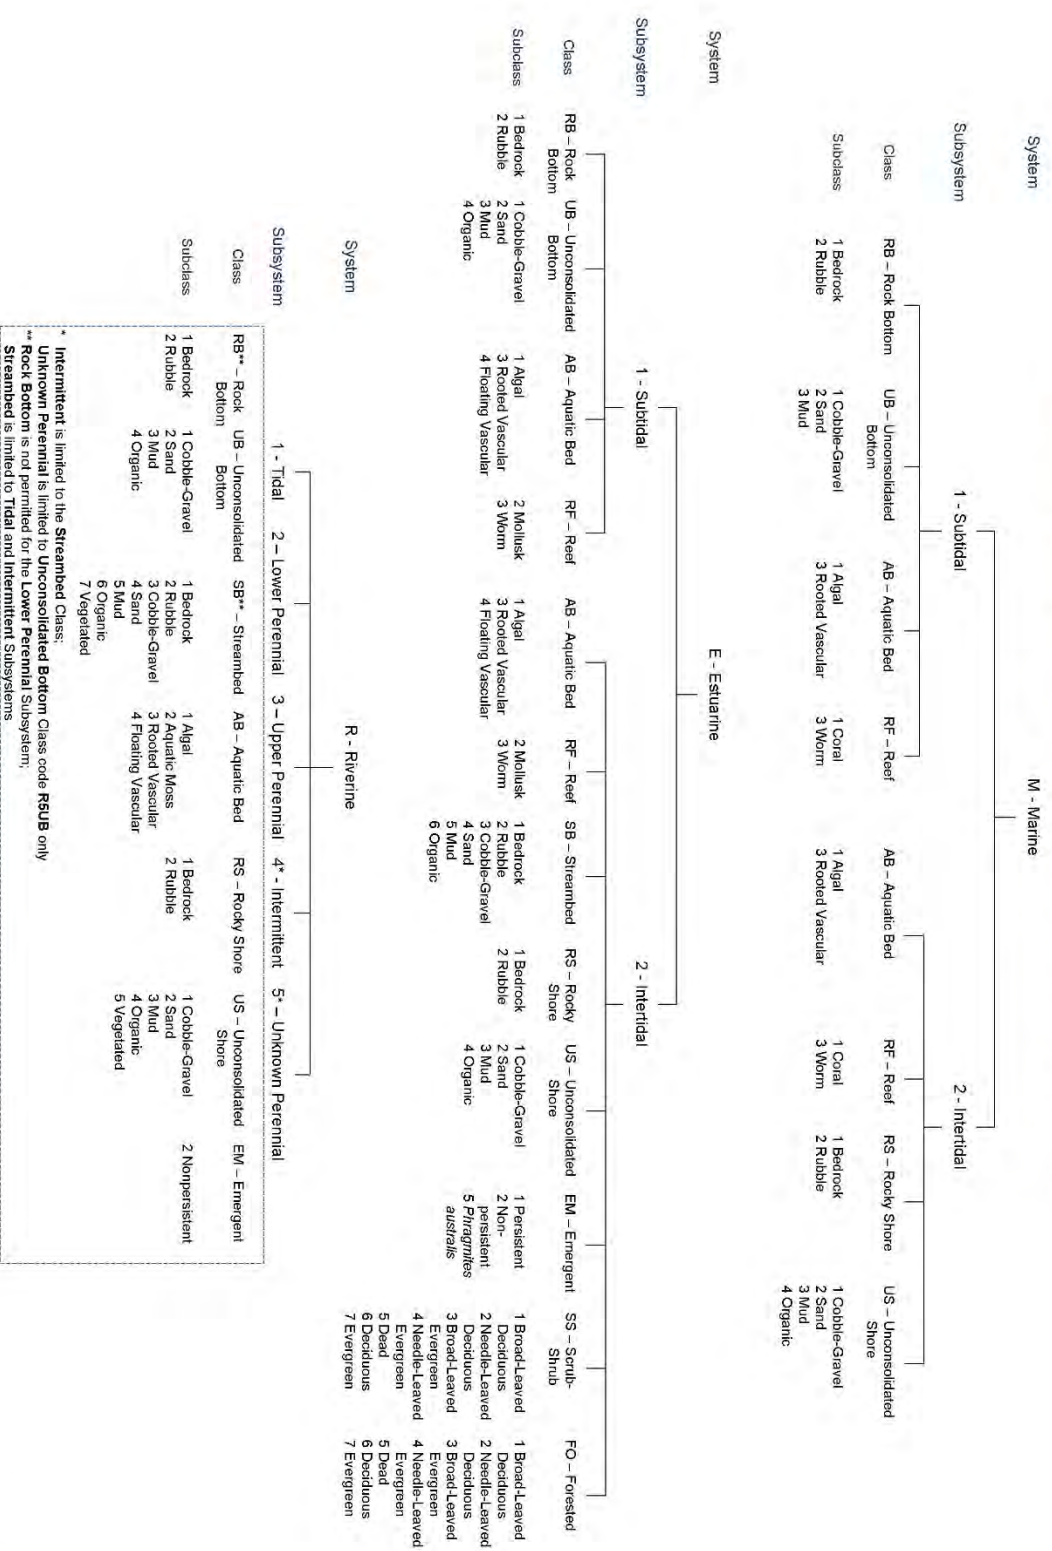 System
M - Marine
Subsystem
1 - Subtidal
2 - Intertidal
Class
RB – Rock Bottom
UB – Unconsolidated
Bottom
AB – Aquatic Bed
RF – Reef
AB – Aquatic Bed
RF – Reef
RS – Rocky Shore
US – Unconsolidated
Shore
Subclass
1 Bedrock
2 Rubble
1 Cobble-Gravel
2 Sand
3 Mud
1 Algal
3 Rooted Vascular
1 Coral
3 Worm
1 Algal
3 Rooted Vascular
1 Coral
3 Worm
1 Bedrock
2 Rubble
1 Cobble-Gravel
2 Sand
3 Mud
4 Organic
System
E - Estuarine
Subsystem
1 - Subtidal
2 - Intertidal
Class
RB – Rock
Bottom
UB – Unconsolidated
Bottom
AB – Aquatic Bed
RF – Reef
AB – Aquatic Bed
RF – Reef
SB – Streambed
RS – Rocky
Shore
US – Unconsolidated
Shore
EM – Emergent
SS – Scrub-
Shrub
FO – Forested
Subclass
1 Bedrock
2 Rubble
1 Cobble-Gravel
2 Sand
3 Mud
4 Organic
1 Algal
3 Rooted Vascular
4 Floating Vascular
2 Mollusk
3 Worm
1 Algal
3 Rooted Vascular
4 Floating Vascular
2 Mollusk
3 Worm
1 Bedrock
2 Rubble
3 Cobble-Gravel
4 Sand
5 Mud
6 Organic
1 Bedrock
2 Rubble
1 Cobble-Gravel
2 Sand
3 Mud
4 Organic
1 Persistent
2 Non-
persistent
5 Phragmites
australis
1 Broad-Leaved
Deciduous
2 Needle-Leaved
Deciduous
3 Broad-Leaved
Evergreen
4 Needle-Leaved
Evergreen
5 Dead
6 Deciduous
7 Evergreen
1 Broad-Leaved
Deciduous
2 Needle-Leaved
Deciduous
3 Broad-Leaved
Evergreen
4 Needle-Leaved
Evergreen
5 Dead
6 Deciduous
7 Evergreen
System
R - Riverine
Subsystem
1 - Tidal
2 – Lower Perennial
3 – Upper Perennial
4* - Intermittent
5* – Unknown Perennial
Class
RB** – Rock
Bottom
UB – Unconsolidated
Bottom
SB** – Streambed
AB – Aquatic Bed
RS – Rocky Shore
US – Unconsolidated
Shore
EM – Emergent
Subclass
1 Bedrock
2 Rubble
1 Cobble-Gravel
2 Sand
3 Mud
4 Organic
1 Bedrock
2 Rubble
3 Cobble-Gravel
4 Sand
5 Mud
6 Organic
7 Vegetated
1 Algal
2 Aquatic Moss
3 Rooted Vascular
4 Floating Vascular
1 Bedrock
2 Rubble
1 Cobble-Gravel
2 Sand
3 Mud
4 Organic
5 Vegetated
2 Nonpersistent
* Intermittent is limited to the Streambed Class;
Unknown Perennial is limited to Unconsolidated Bottom Class code R5UB only
** Rock Bottom is not permitted for the Lower Perennial Subsystem;
Streambed is limited to Tidal and Intermittent Subsystems